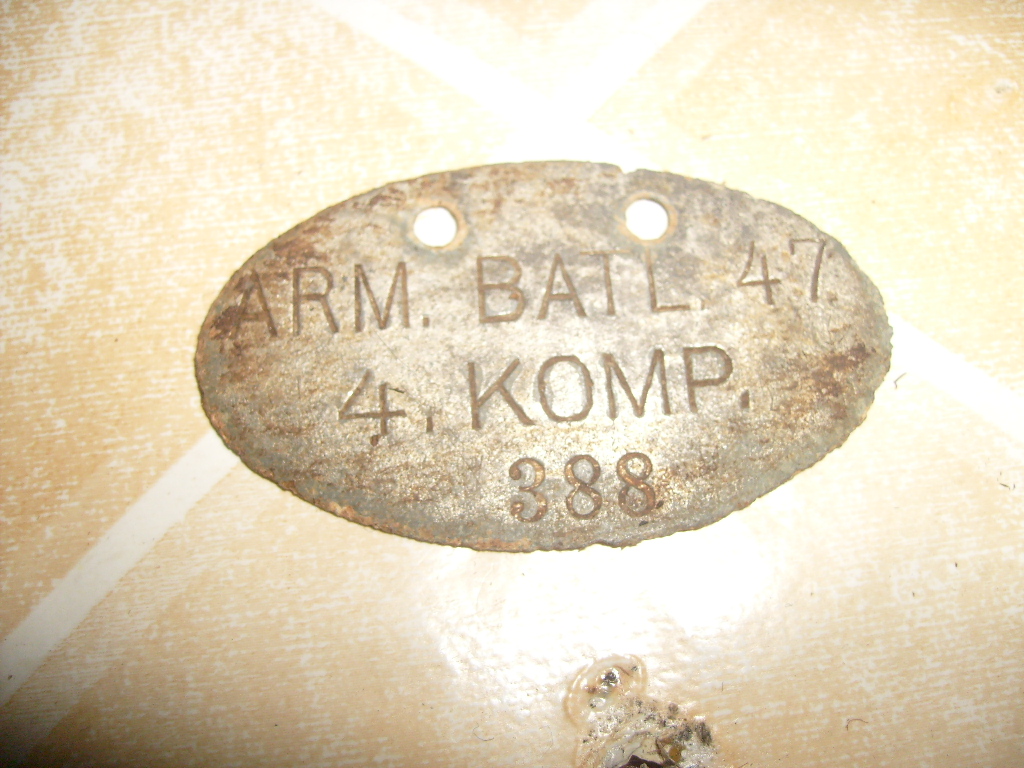 ARM. BATL. 47.
4. KOMP.
388